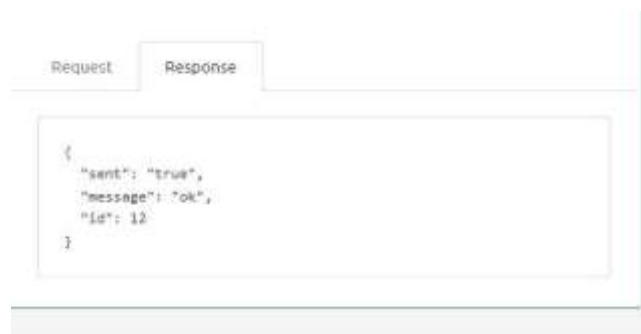 Request
Response
{
"sent": "true",
"message": "ok",
"id": 12
}